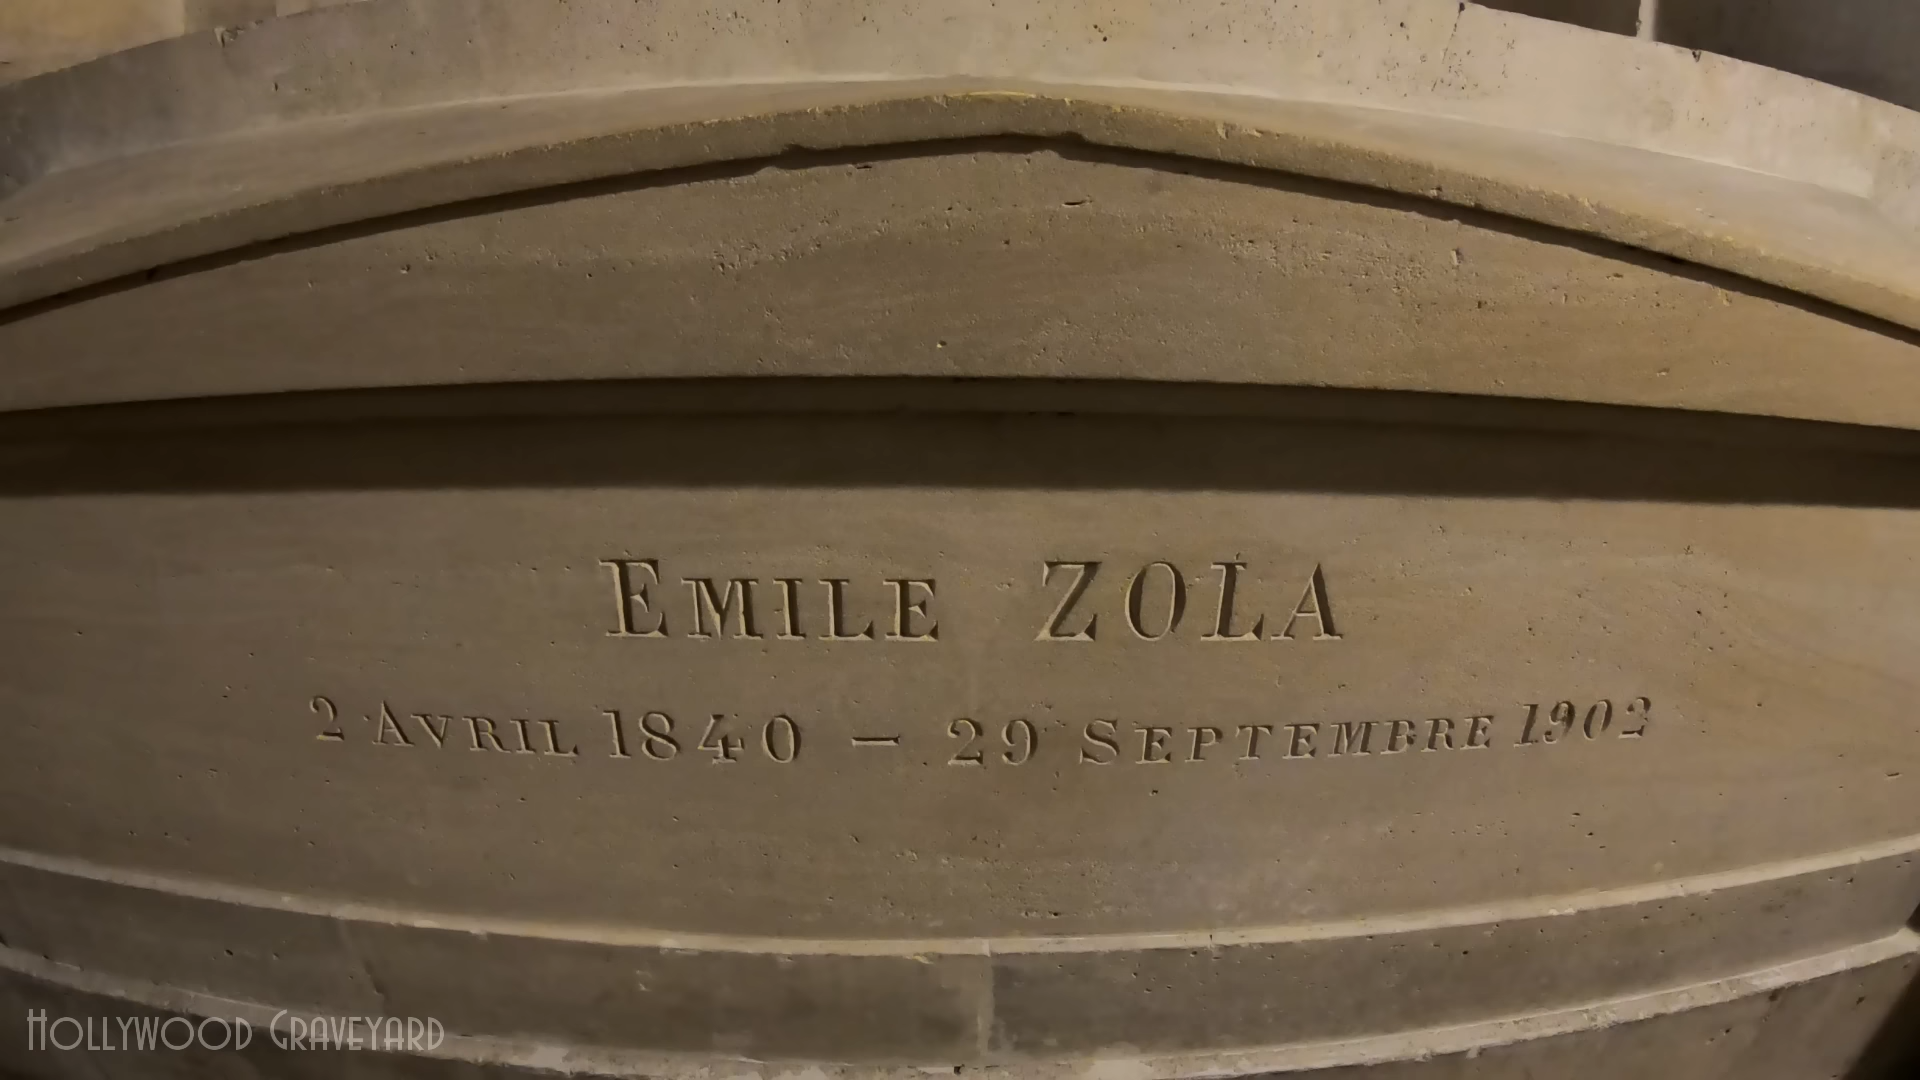 EMILE ZOLA
2 AVRIL 1840 – 29 SEPTEMBRE 1902
HOLLYWOOD GRAVEYARD